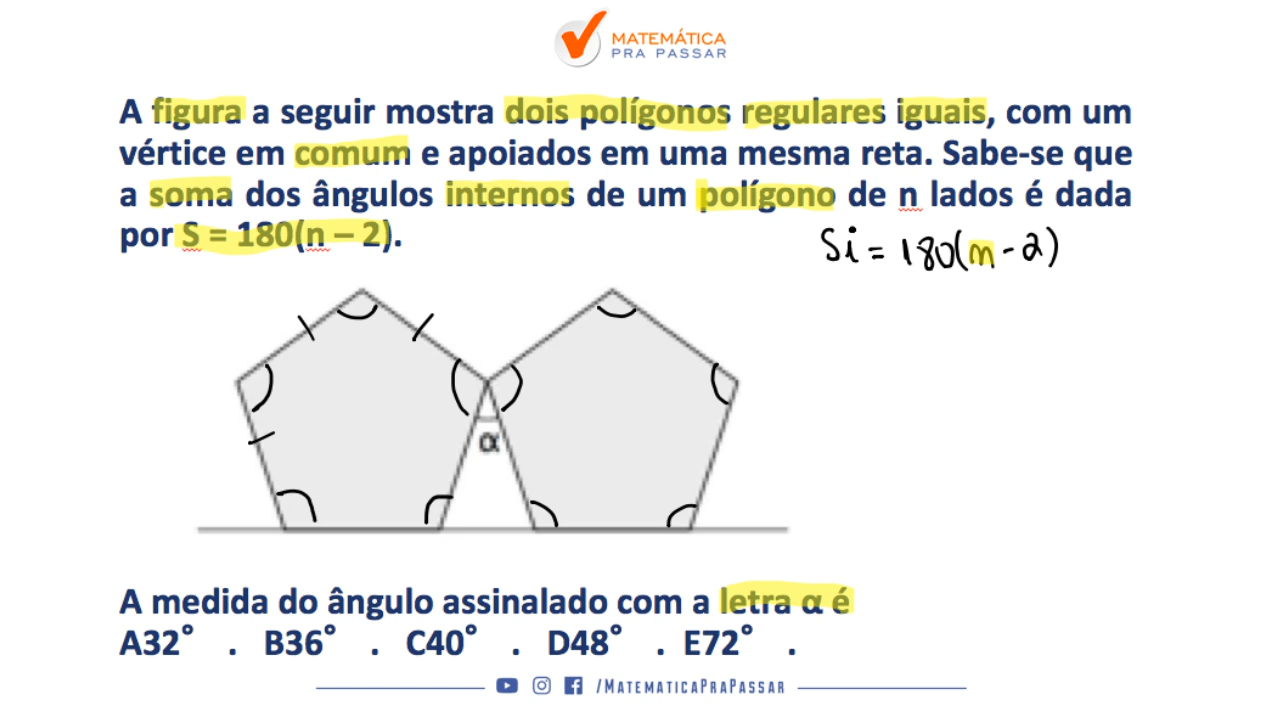 MATEMÁTICA
PRA PASSAR
A figura a seguir mostra dois polígonos regulares iguais, com um
vértice em comum e apoiados em uma mesma reta. Sabe-se que
a soma dos ângulos internos de um polígono de n lados é dada
por S = 180(n – 2).
Si = 180(n - 2)
α
A medida do ângulo assinalado com a letra α é
A32° . B36° . C40° . D48° . E72° .
/MATEMATICAPRAPASSAR